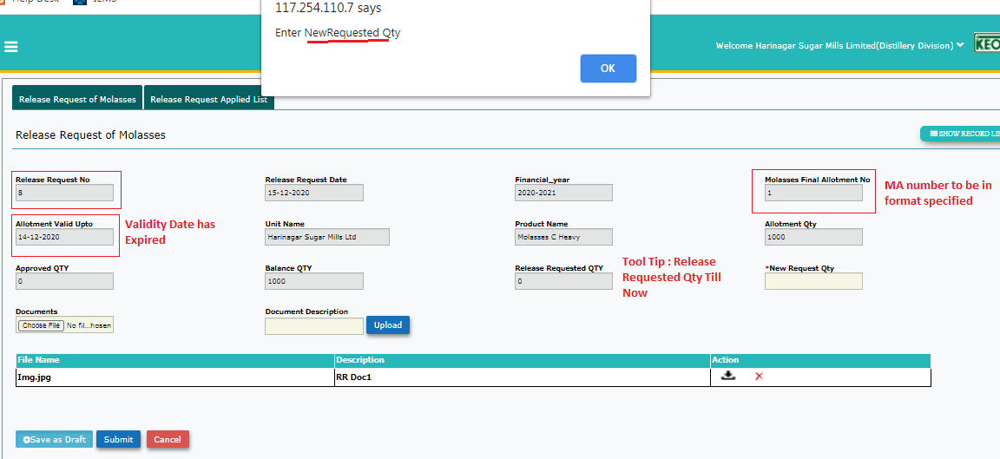 Help Desk IEMS
117.254.110.7 says
Enter NewRequested Qty
OK
Welcome Harinagar Sugar Mills Limited(Distillery Division)
Release Request of Molasses Release Request Applied List
Release Request of Molasses
SHOW RECORD LIS
Release Request No Release Request Date Financial_year Molasses Final Allotment No
8 15-12-2020 2020-2021 1
MA number to be in
format specified
Allotment Valid Upto Unit Name Product Name Allotment Qty
14-12-2020 Harinagar Sugar Mills Ltd Molasses C Heavy 1000
Validity Date has
Expired
Approved QTY Balance QTY Release Requested QTY *New Request Qty
0 1000 0
Tool Tip : Release
Requested Qty Till
Now
Documents Document Description
Choose File No fil...hosen Upload
File Name Description Action
Img.jpg RR Doc1
Save as Draft Submit Cancel